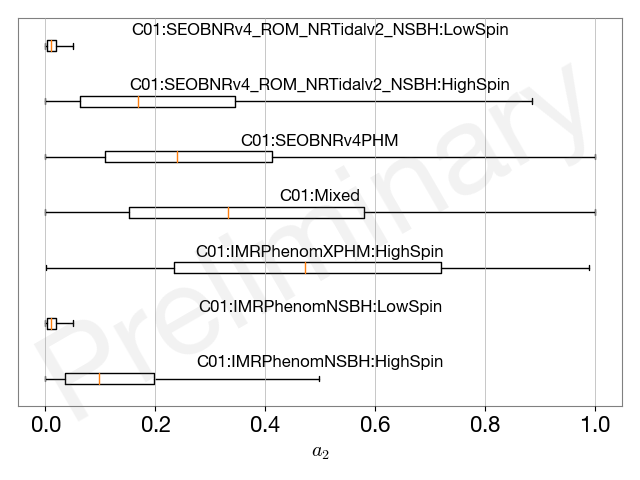 C01:SEOBNRv4_ROM_NRTidalv2_NSBH:LowSpin
C01:SEOBNRv4_ROM_NRTidalv2_NSBH:HighSpin
C01:SEOBNRv4PHM
C01:Mixed
C01:IMRPhenomXPHM:HighSpin
C01:IMRPhenomNSBH:LowSpin
C01:IMRPhenomNSBH:HighSpin
Preliminary
0.0 0.2 0.4 0.6 0.8 1.0
a₂